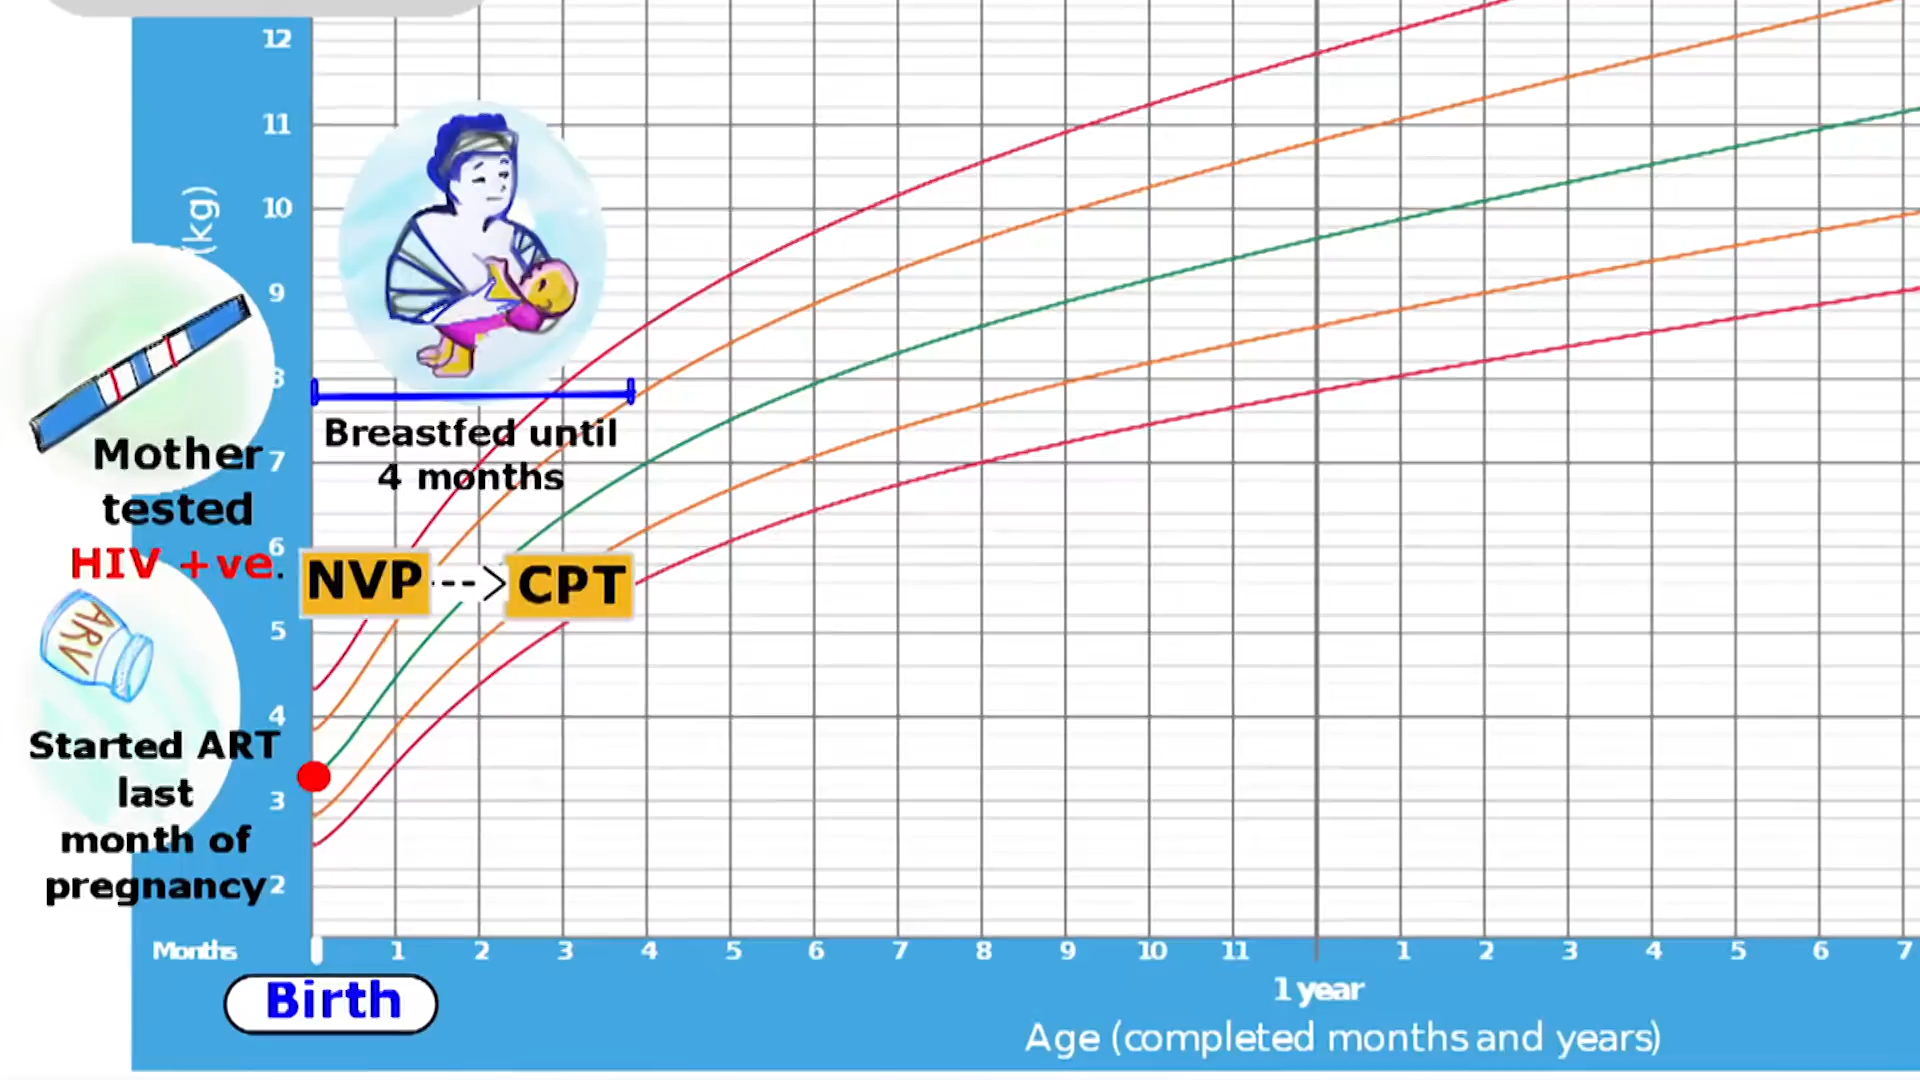 12
11
10
9
8
7
6
5
4
3
2
(kg)
Mother
tested
HIV +ve.
ARV
Started ART
last
month of
pregnancy
Breastfed until
4 months
NVP --> CPT
Months 1 2 3 4 5 6 7 8 9 10 11 1 2 3 4 5 6 7
1 year
Birth
Age (completed months and years)